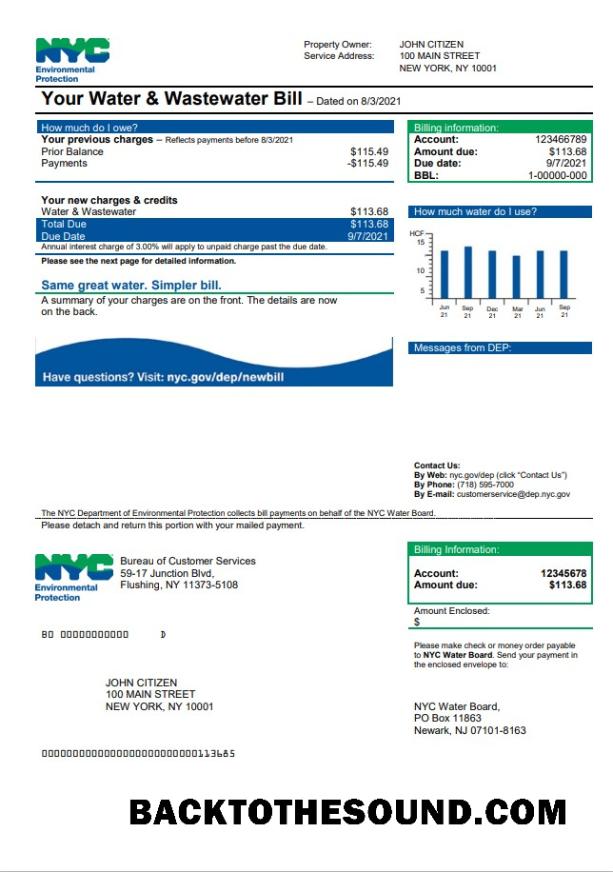 NYC
Environmental
Protection
Property Owner: JOHN CITIZEN
Service Address: 100 MAIN STREET
NEW YORK, NY 10001
Your Water & Wastewater Bill – Dated on 8/3/2021
How much do I owe?
Your previous charges – Reflects payments before 8/3/2021
Prior Balance $115.49
Payments -$115.49
Your new charges & credits
Water & Wastewater $113.68
Total Due $113.68
Due Date 9/7/2021
Annual interest charge of 3.00% will apply to unpaid charge past the due date.
Please see the next page for detailed information.
Same great water. Simpler bill.
A summary of your charges are on the front. The details are now
on the back.
Have questions? Visit: nyc.gov/dep/newbill
Billing information:
Account: 123466789
Amount due: $113.68
Due date: 9/7/2021
BBL: 1-00000-000
How much water do I use?
HCF
15
10
5
Jun Sep Dec Mar Jun Sep
21 21 21 21 21 21
Messages from DEP:
Contact Us:
By Web: nyc.gov/dep (click “Contact Us”)
By Phone: (718) 595-7000
By E-mail: customerservice@dep.nyc.gov
The NYC Department of Environmental Protection collects bill payments on behalf of the NYC Water Board.
Please detach and return this portion with your mailed payment.
NYC
Environmental
Protection
Bureau of Customer Services
59-17 Junction Blvd,
Flushing, NY 11373-5108
Billing Information:
Account: 12345678
Amount due: $113.68
Amount Enclosed:
$
Please make check or money order payable
to NYC Water Board. Send your payment in
the enclosed envelope to:
NYC Water Board,
PO Box 11863
Newark, NJ 07101-8163
D
JOHN CITIZEN
100 MAIN STREET
NEW YORK, NY 10001
BACKTOTHESOUND.COM